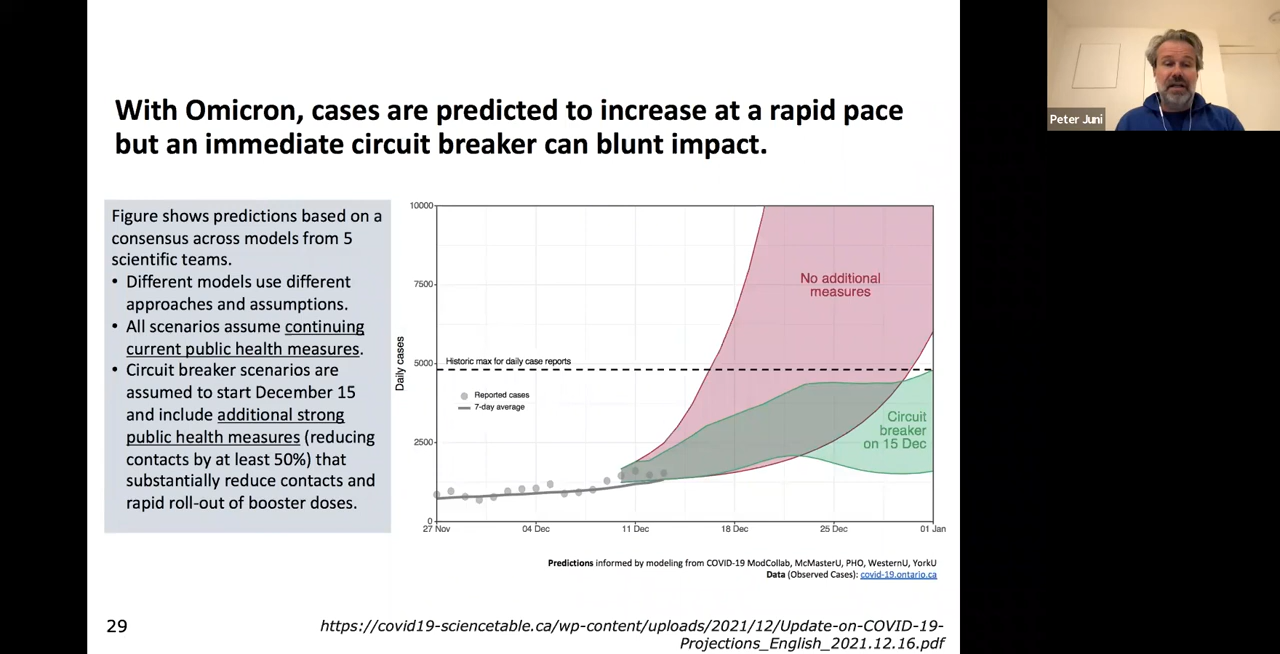 With Omicron, cases are predicted to increase at a rapid pace
but an immediate circuit breaker can blunt impact.
Peter Juni
Figure shows predictions based on a
consensus across models from 5
scientific teams.
• Different models use different
approaches and assumptions.
• All scenarios assume continuing
current public health measures.
• Circuit breaker scenarios are
assumed to start December 15
and include additional strong
public health measures (reducing
contacts by at least 50%) that
substantially reduce contacts and
rapid roll-out of booster doses.
Daily cases
10000
7500
5000
2500
0
No additional
measures
Historic max for daily case reports
Reported cases
7-day average
Circuit
breaker
on 15 Dec
27 Nov
04 Dec
11 Dec
18 Dec
25 Dec
01 Jan
Predictions informed by modeling from COVID-19 ModCollab, McMasterU, PHO, WesternU, YorkU
Data (Observed Cases): covid-19.ontario.ca
29
https://covid19-sciencetable.ca/wp-content/uploads/2021/12/Update-on-COVID-19-
Projections_English_2021.12.16.pdf